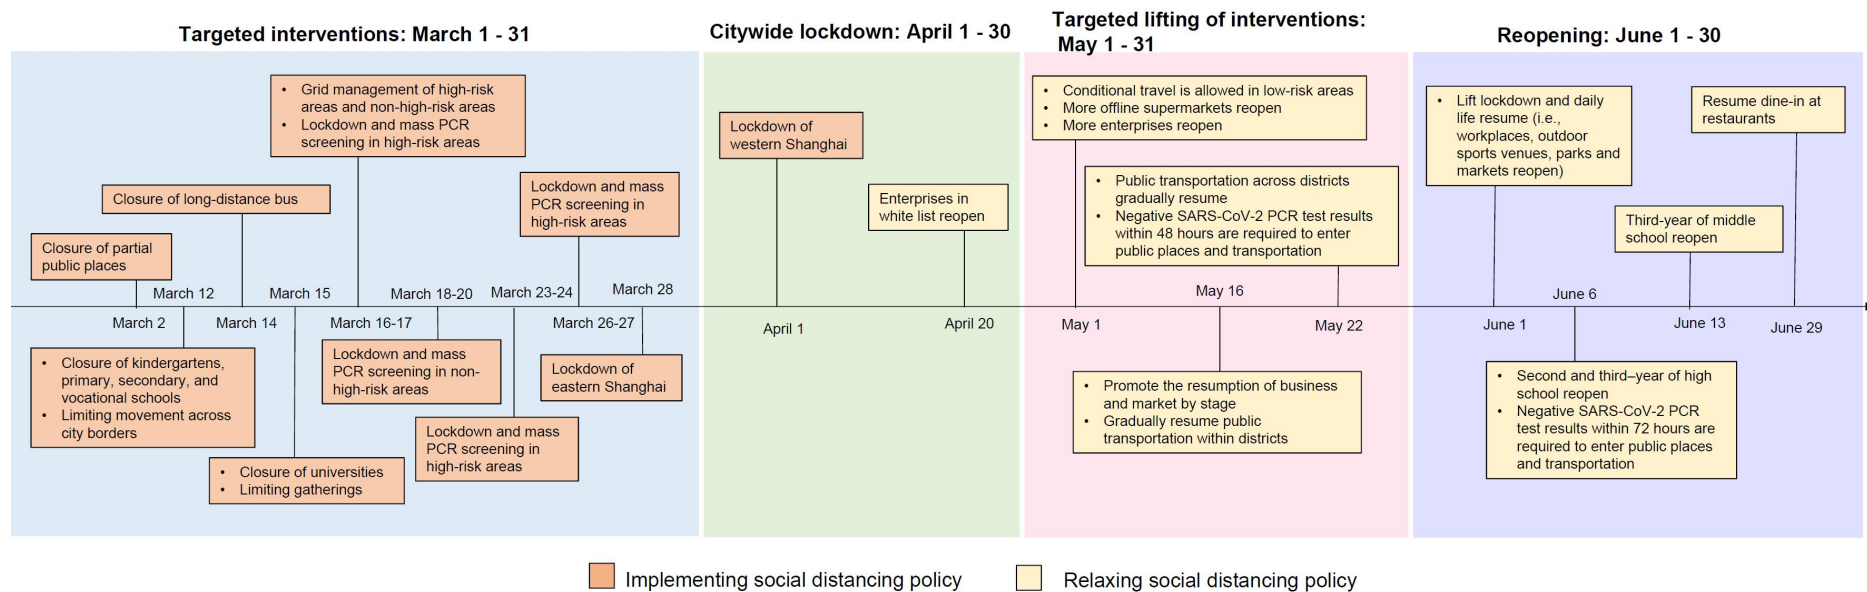 Targeted interventions: March 1 - 31
Citywide lockdown: April 1 - 30
Targeted lifting of interventions:
May 1 - 31
Reopening: June 1 - 30
• Grid management of high-risk
areas and non-high-risk areas
• Lockdown and mass PCR
screening in high-risk areas
Closure of long-distance bus
Closure of partial
public places
Lockdown and mass
PCR screening in
high-risk areas
March 12
March 15
March 18-20
March 23-24
March 28
March 2
March 14
March 16-17
March 26-27
• Closure of kindergartens,
primary, secondary, and
vocational schools
• Limiting movement across
city borders
Lockdown and mass
PCR screening in non-
high-risk areas
Lockdown of
eastern Shanghai
Lockdown and mass
PCR screening in
high-risk areas
• Closure of universities
• Limiting gatherings
Lockdown of
western Shanghai
Enterprises in
white list reopen
April 1
April 20
• Conditional travel is allowed in low-risk areas
• More offline supermarkets reopen
• More enterprises reopen
• Public transportation across districts
gradually resume
• Negative SARS-CoV-2 PCR test results
within 48 hours are required to enter
public places and transportation
May 16
May 1
May 22
• Promote the resumption of business
and market by stage
• Gradually resume public
transportation within districts
• Lift lockdown and daily
life resume (i.e.,
workplaces, outdoor
sports venues, parks and
markets reopen)
Resume dine-in at
restaurants
Third-year of middle
school reopen
June 6
June 1
June 13
June 29
• Second and third–year of high
school reopen
• Negative SARS-CoV-2 PCR
test results within 72 hours are
required to enter public places
and transportation
Implementing social distancing policy
Relaxing social distancing policy